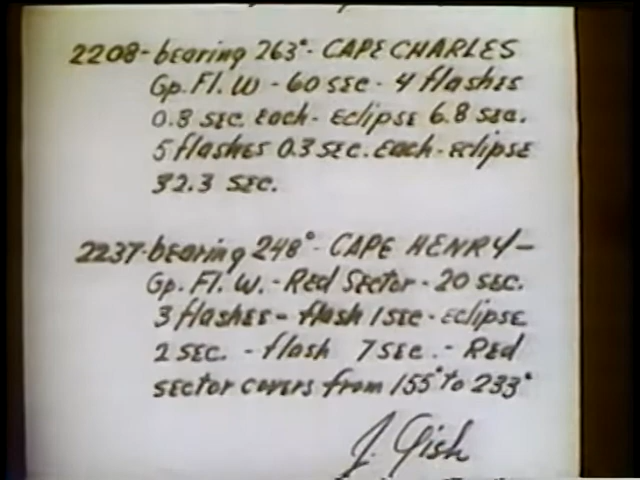 2208- bearing 263°- CAPE CHARLES
Gp. Fl. W - 60 sec - 4 flashes
0.3 sec. Each - Eclipse 6.8 sec.
5 flashes 0.3 sec. Each - Eclipse
32.3 sec.
2237- bearing 248°- CAPE HENRY-
Gp. Fl. W. - Red Sector - 20 sec.
3 flashes - flash 1 sec - eclipse
2 sec. - flash 7 sec. - Red
sector covers from 155° to 233°
J. Gish